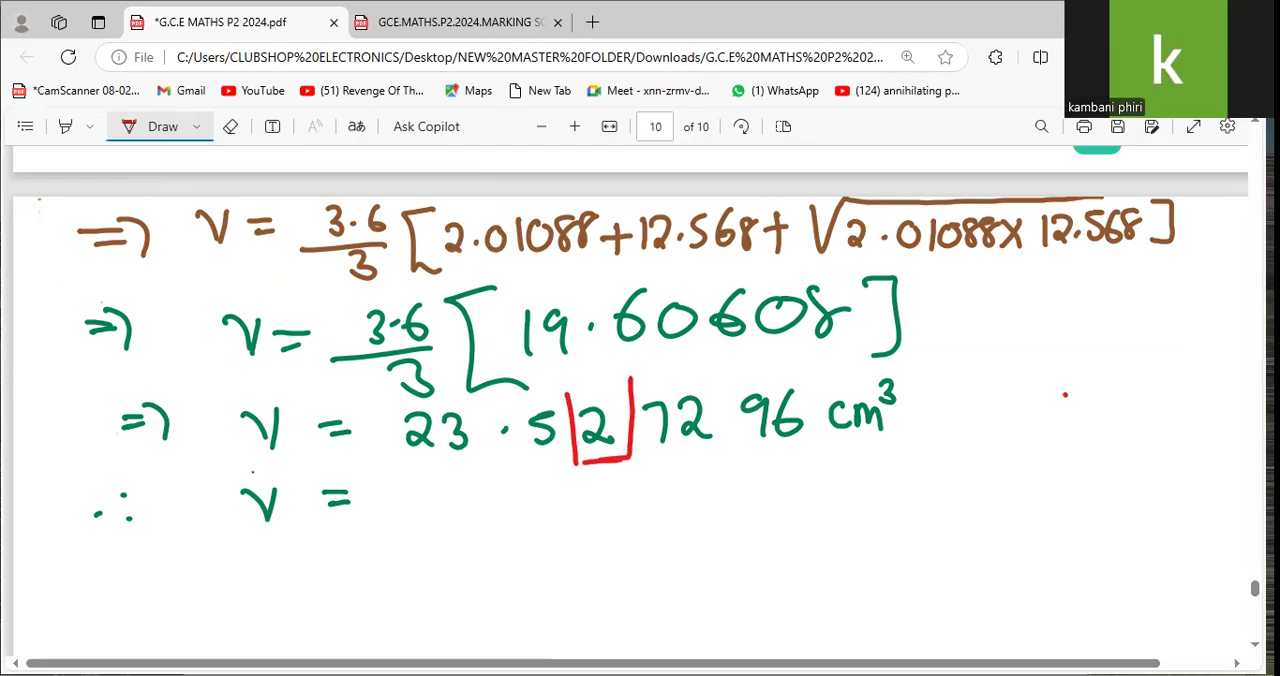 *G.C.E MATHS P2 2024.pdf
GCE.MATHS.P2.2024.MARKING SC
File
C:/Users/CLUBSHOP%20ELECTRONICS/Desktop/NEW%20MASTER%20FOLDER/Downloads/G.C.E%20MATHS%20P2%202...
*CamScanner 08-02...
Gmail
YouTube
(51) Revenge Of Th...
Maps
New Tab
Meet - xnn-zrmv-d...
(1) WhatsApp
(124) annihilating p...
k
kambani phiri
Draw
Ask Copilot
10 of 10
=> V = 3.6/3 [2.01088+12.568+√2.01088×12.568]
=> V = 3.6/3 [19.60608]
=> V = 23.527296 cm³
∴ V =